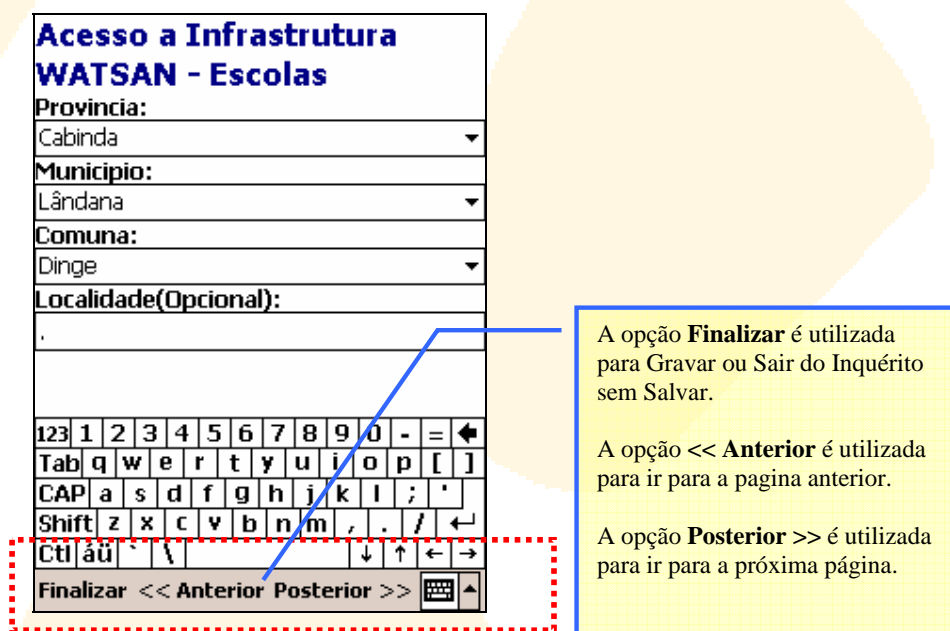 Acesso a Infrastrutura
WATSAN - Escolas
Provincia:
Cabinda
Municipio:
Lândana
Comuna:
Dinge
Localidade(Opcional):
.
123 1 2 3 4 5 6 7 8 9 0 - =
Tab q w e r t y u i o p [ ]
CAP a s d f g h j k l ; '
Shift z x c v b n m , . / ↵
Ctl áü ` \ ↓ ↑ ← →
Finalizar << Anterior Posterior >>
A opção Finalizar é utilizada
para Gravar ou Sair do Inquérito
sem Salvar.
A opção << Anterior é utilizada
para ir para a pagina anterior.
A opção Posterior >> é utilizada
para ir para a próxima página.